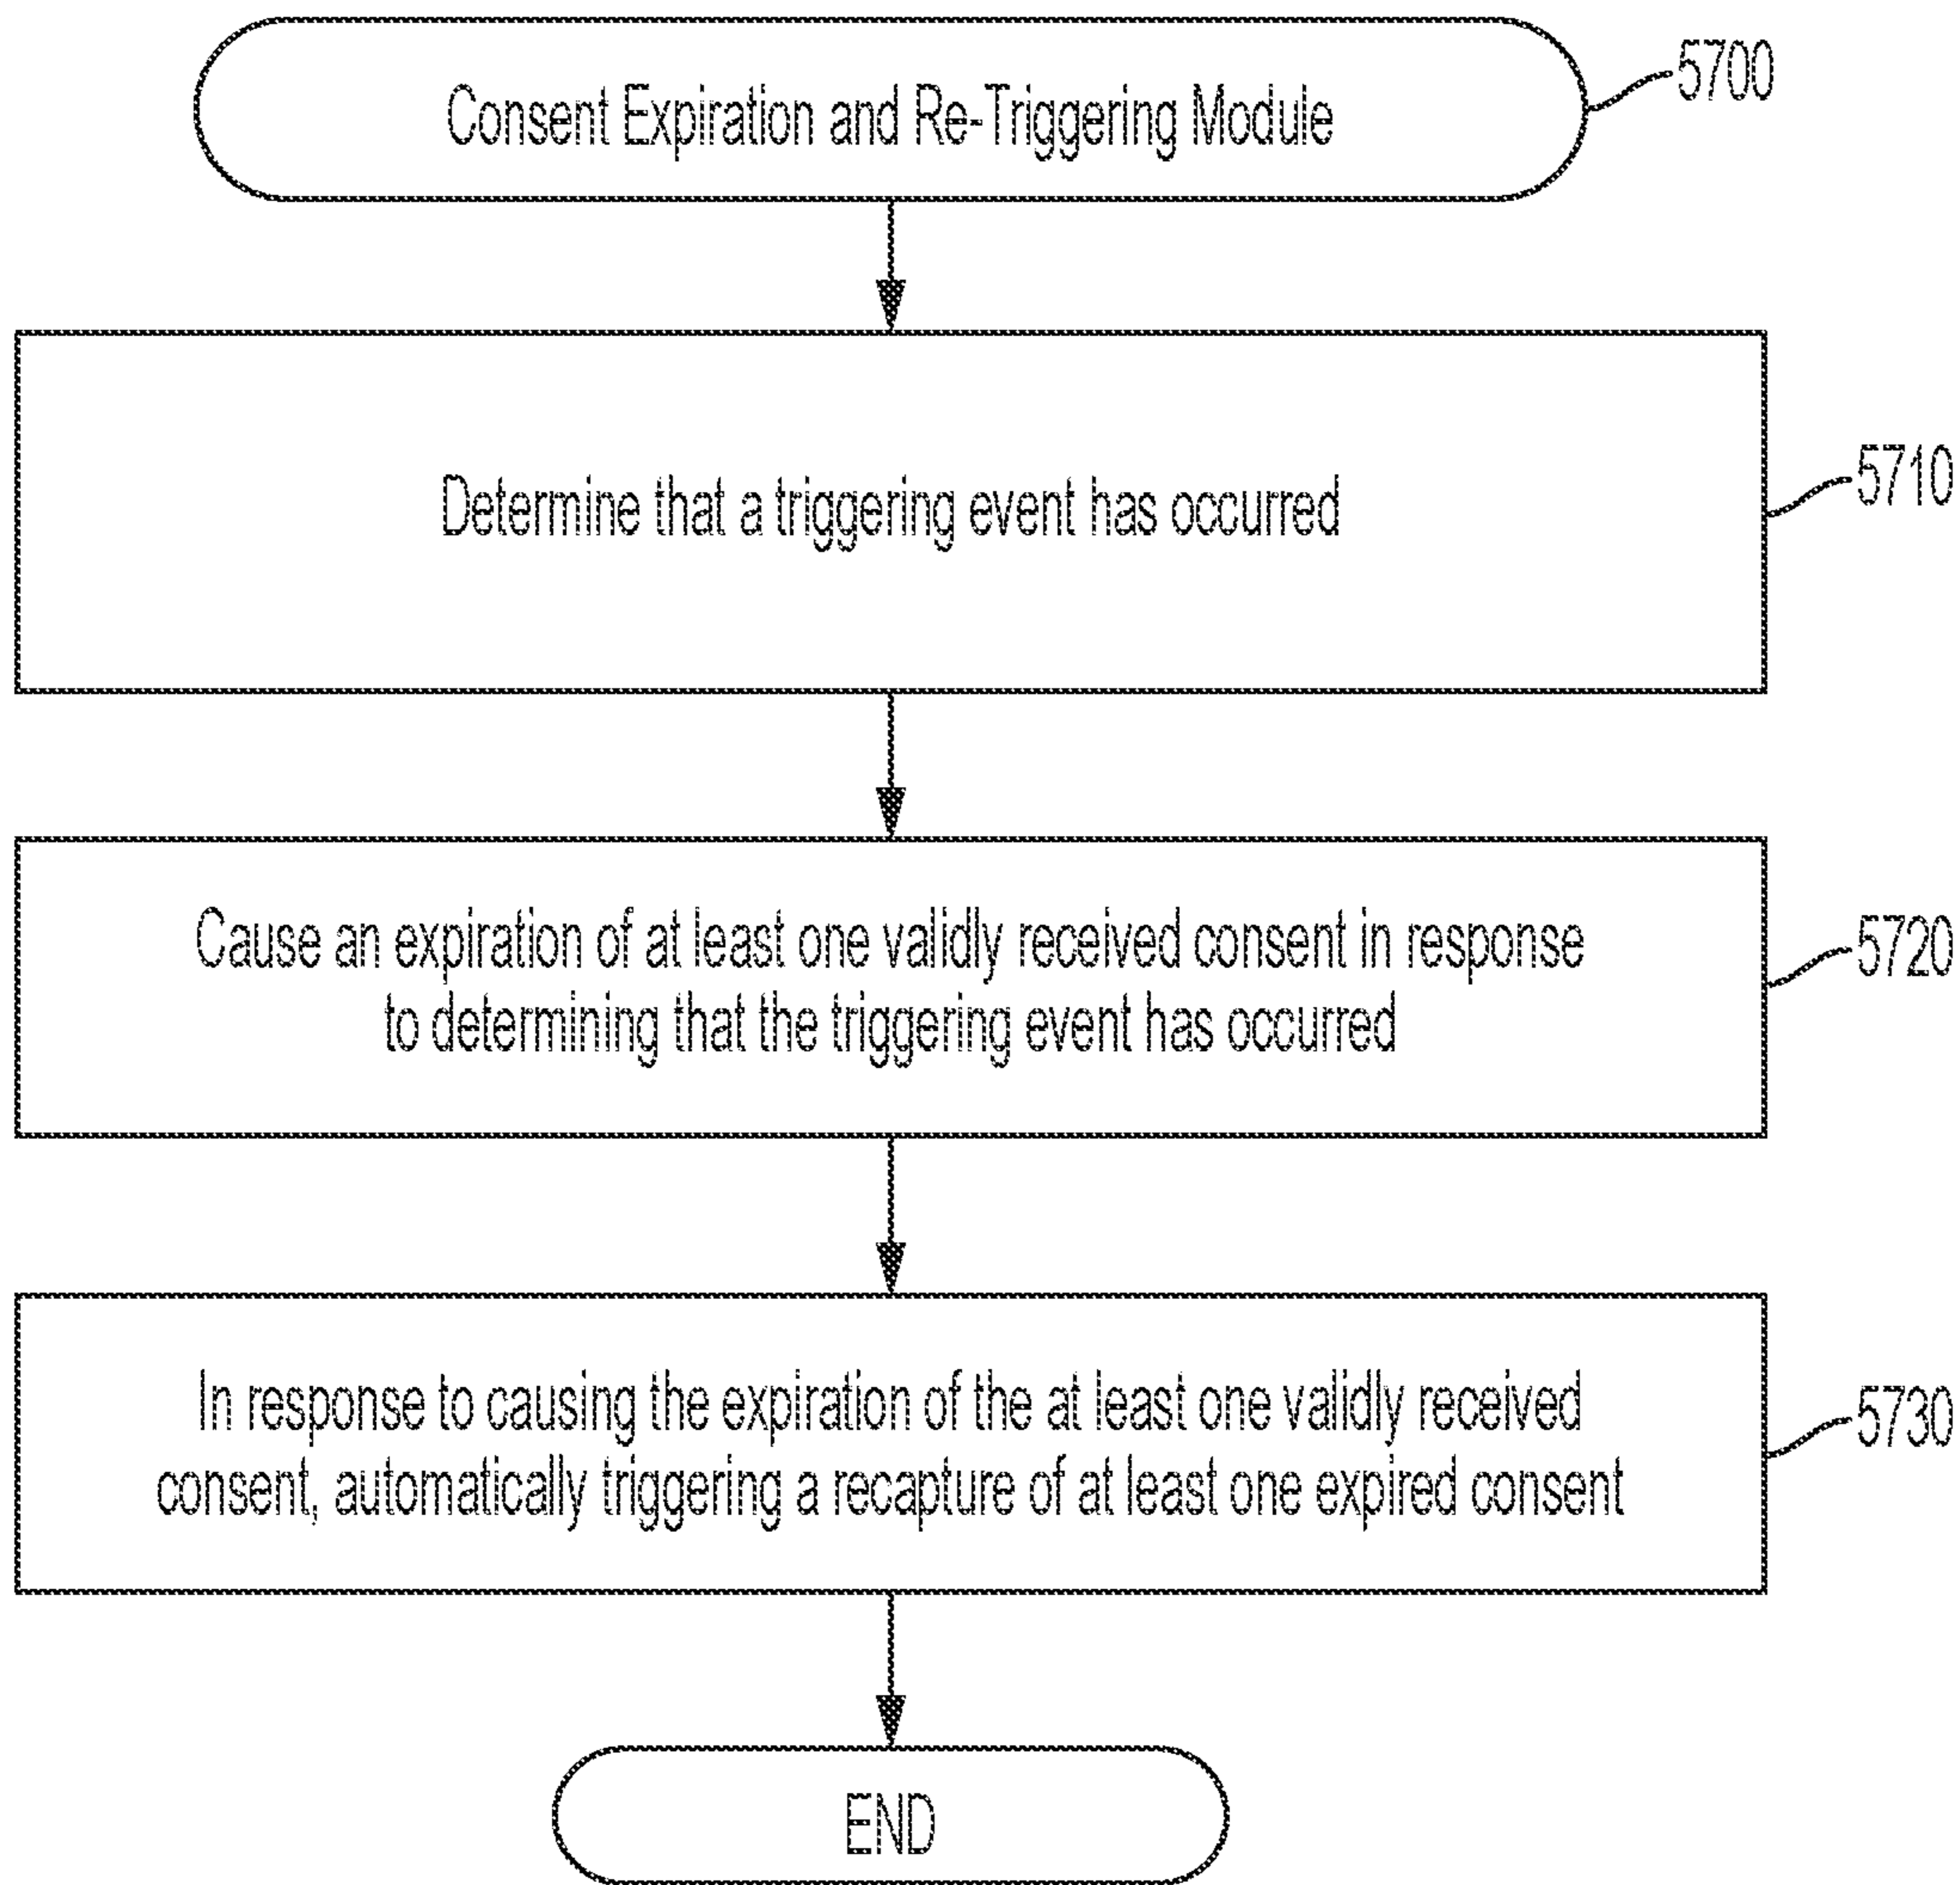 Consent Expiration and Re-Triggering Module
5700
Determine that a triggering event has occurred
5710
Cause an expiration of at least one validly received consent in response
to determining that the triggering event has occurred
5720
In response to causing the expiration of the at least one validly received
consent, automatically triggering a recapture of at least one expired consent
5730
END